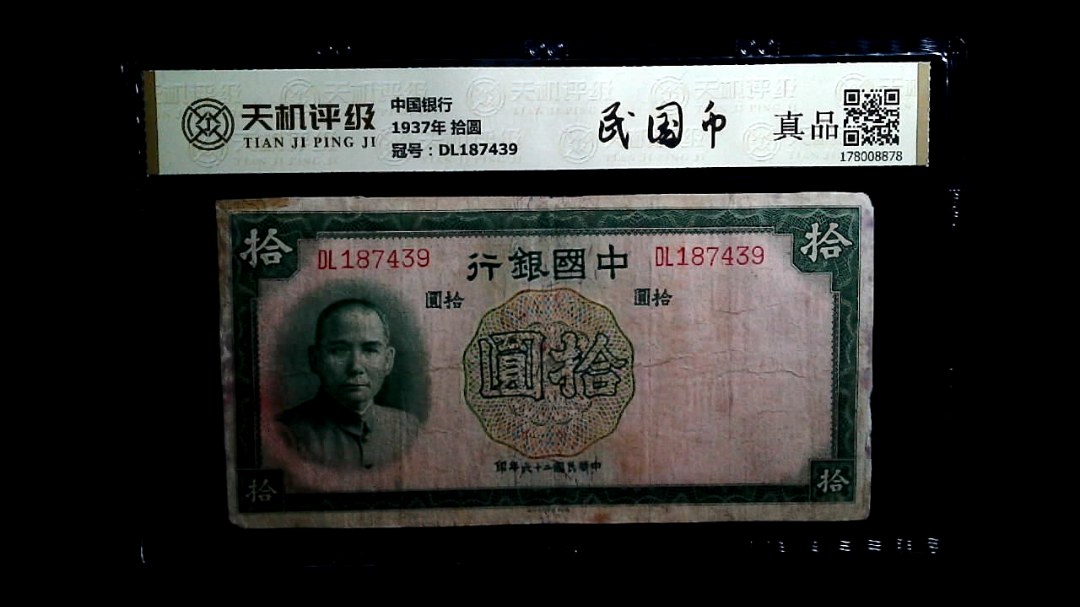 天机评级
TIAN JI PING JI
中国银行
1937年 拾圆
冠号：DL187439
民国币
真品
178008878
拾
拾
DL187439
行銀國中
DL187439
圓拾
圓拾
圓拾
印年六十二國民華中
拾
拾